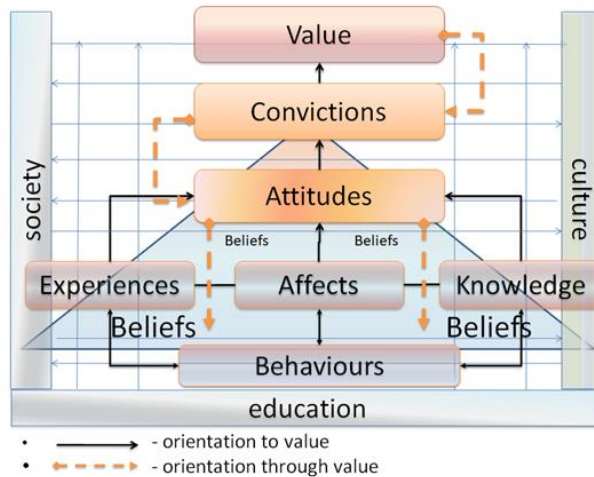 Value
Convictions
society
culture
Attitudes
Beliefs Beliefs
Experiences Affects Knowledge
Beliefs Beliefs
Behaviours
education
• - orientation to value
• - orientation through value